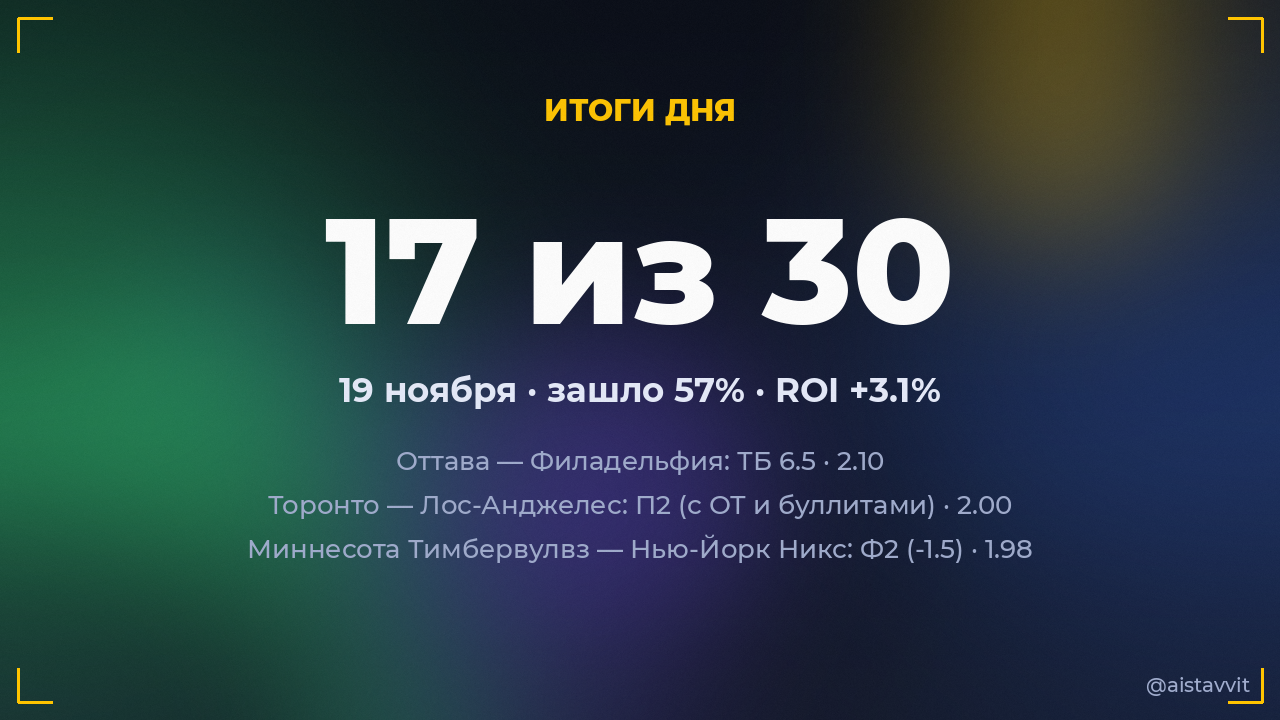 ИТОГИ ДНЯ
17 из 30
19 ноября · зашло 57% · ROI +3.1%
Оттава — Филадельфия: ТБ 6.5 · 2.10
Торонто — Лос-Анджелес: П2 (с ОТ и буллитами) · 2.00
Миннесота Тимбервулвз — Нью-Йорк Никс: Ф2 (-1.5) · 1.98
@aistavvit